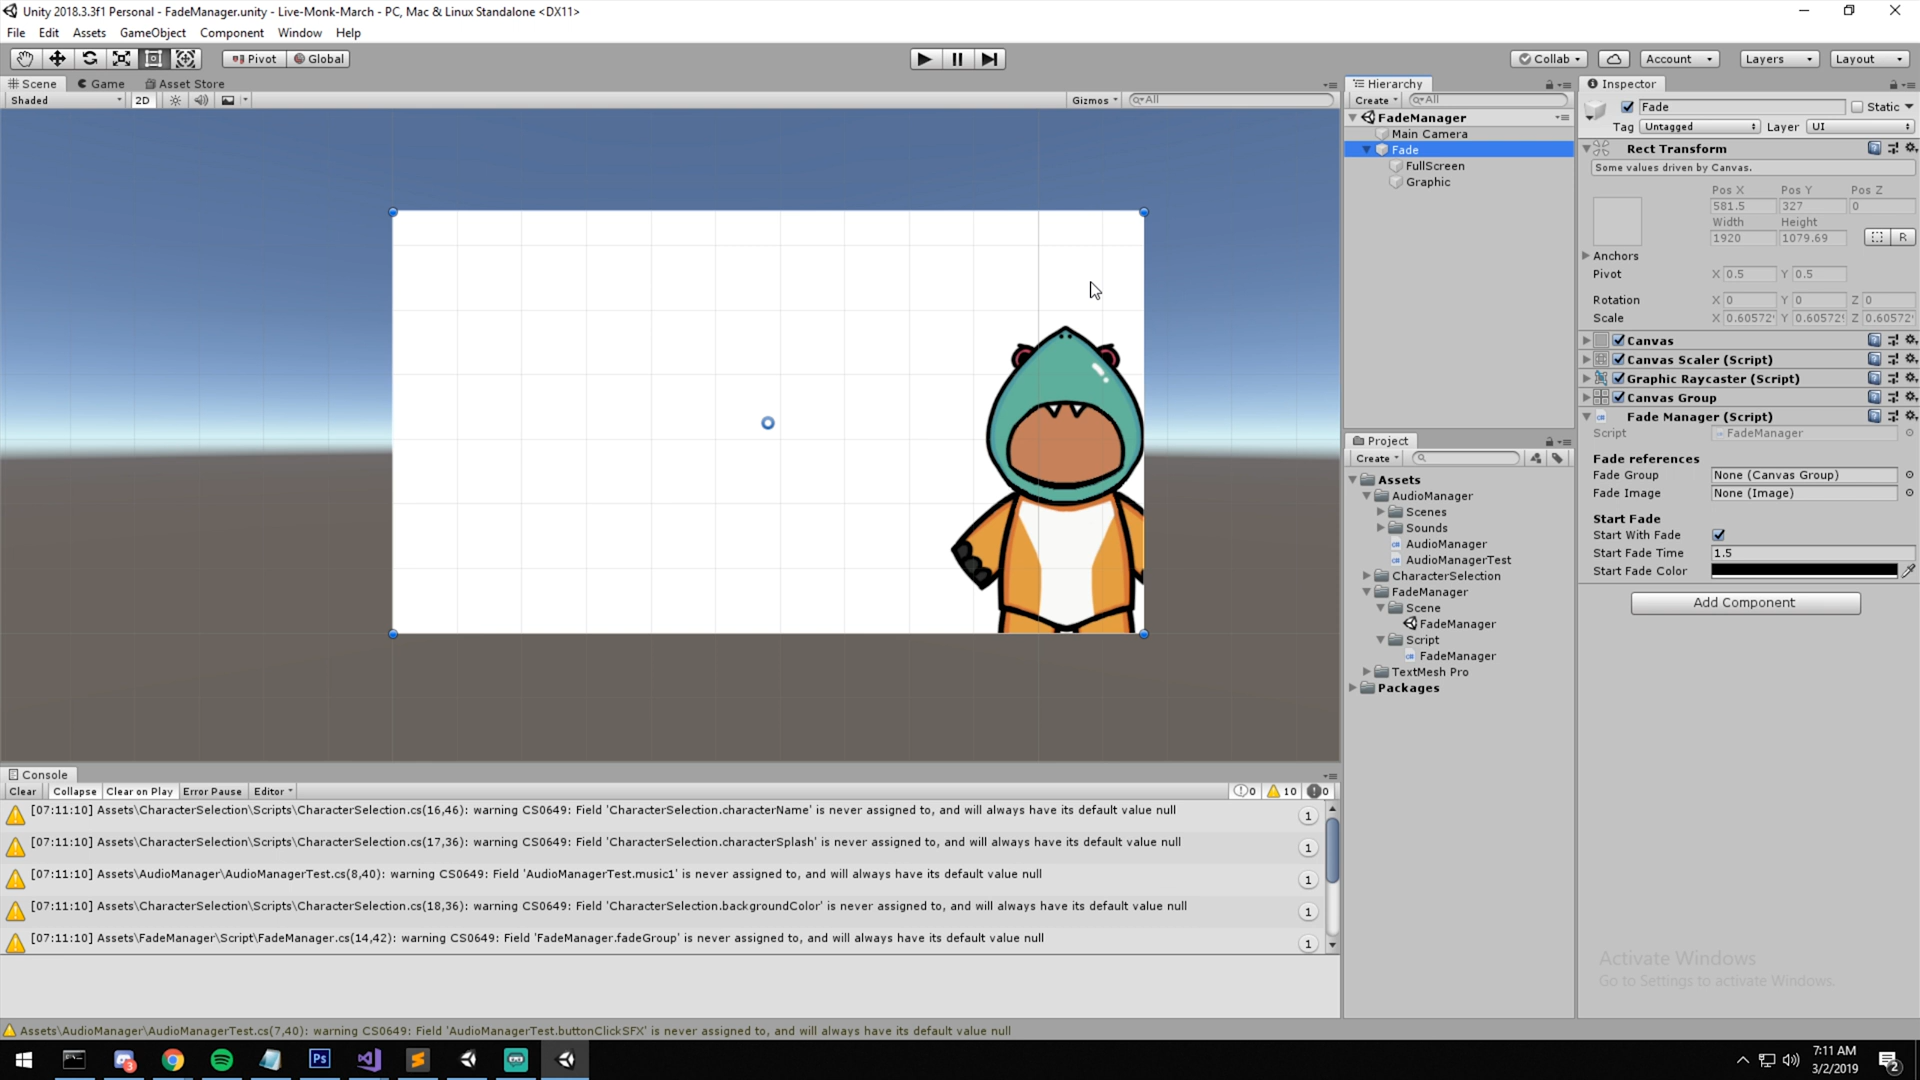 Unity 2018.3.3f1 Personal - FadeManager.unity - Live-Monk-March - PC, Mac & Linux Standalone <DX11>
File Edit Assets GameObject Component Window Help
Pivot Global Collab Account Layers Layout
Scene Game Asset Store
Shaded 2D Gizmos All
Hierarchy
Create All
FadeManager
Main Camera
Fade
FullScreen
Graphic
Inspector
Fade Static
Tag Untagged Layer UI
Rect Transform
Some values driven by Canvas.
Pos X Pos Y Pos Z
581.5 327 0
Width Height
1920 1079.69 R
Anchors
Pivot X 0.5 Y 0.5
Rotation X 0 Y 0 Z 0
Scale X 0.60572 Y 0.60572 Z 0.60572
Canvas
Canvas Scaler (Script)
Graphic Raycaster (Script)
Canvas Group
Fade Manager (Script)
Script FadeManager
Fade references
Fade Group None (Canvas Group)
Fade Image None (Image)
Start Fade
Start With Fade
Start Fade Time 1.5
Start Fade Color
Add Component
Project
Create
Assets
AudioManager
Scenes
Sounds
AudioManager
AudioManagerTest
CharacterSelection
FadeManager
Scene
FadeManager
Script
FadeManager
TextMesh Pro
Packages
Console
Clear Collapse Clear on Play Error Pause Editor 0 10 0
[07:11:10] Assets\CharacterSelection\Scripts\CharacterSelection.cs(16,46): warning CS0649: Field 'CharacterSelection.characterName' is never assigned to, and will always have its default value null 1
[07:11:10] Assets\CharacterSelection\Scripts\CharacterSelection.cs(17,36): warning CS0649: Field 'CharacterSelection.characterSplash' is never assigned to, and will always have its default value null 1
[07:11:10] Assets\AudioManager\AudioManagerTest.cs(8,40): warning CS0649: Field 'AudioManagerTest.music1' is never assigned to, and will always have its default value null 1
[07:11:10] Assets\CharacterSelection\Scripts\CharacterSelection.cs(18,36): warning CS0649: Field 'CharacterSelection.backgroundColor' is never assigned to, and will always have its default value null 1
[07:11:10] Assets\FadeManager\Script\FadeManager.cs(14,42): warning CS0649: Field 'FadeManager.fadeGroup' is never assigned to, and will always have its default value null 1
Activate Windows
Go to Settings to activate Windows.
Assets\AudioManager\AudioManagerTest.cs(7,40): warning CS0649: Field 'AudioManagerTest.buttonClickSFX' is never assigned to, and will always have its default value null
3 Ps
7:11 AM
3/2/2019
2